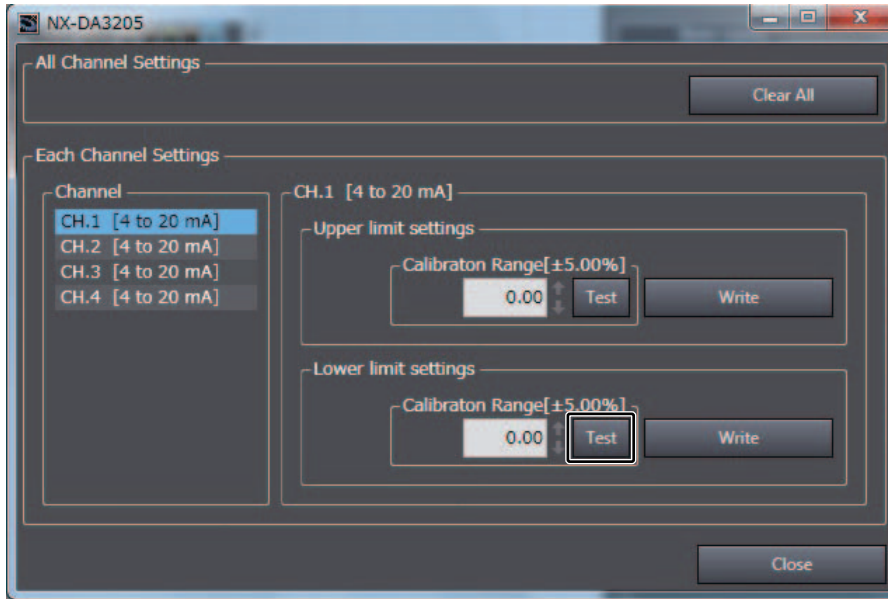 NX-DA3205
All Channel Settings
Clear All
Each Channel Settings
Channel
CH.1 [4 to 20 mA]
CH.2 [4 to 20 mA]
CH.3 [4 to 20 mA]
CH.4 [4 to 20 mA]
CH.1 [4 to 20 mA]
Upper limit settings
Calibraton Range[±5.00%]
0.00 Test Write
Lower limit settings
Calibraton Range[±5.00%]
0.00 Test Write
Close